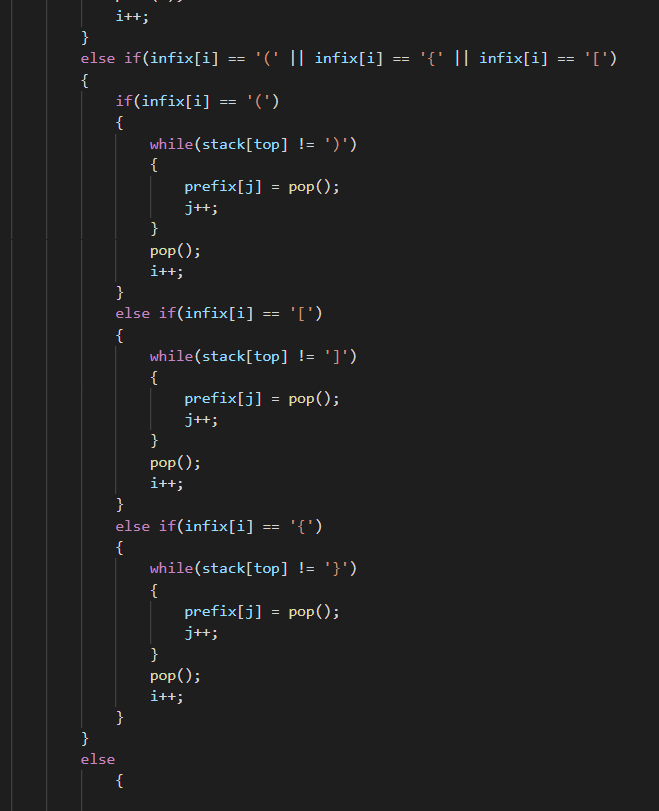 i++;
}
else if(infix[i] == '(' || infix[i] == '{' || infix[i] == '[')
{
if(infix[i] == '(')
{
while(stack[top] != ')')
{
prefix[j] = pop();
j++;
}
pop();
i++;
}
else if(infix[i] == '[')
{
while(stack[top] != ']')
{
prefix[j] = pop();
j++;
}
pop();
i++;
}
else if(infix[i] == '{')
{
while(stack[top] != '}')
{
prefix[j] = pop();
j++;
}
pop();
i++;
}
}
else
{